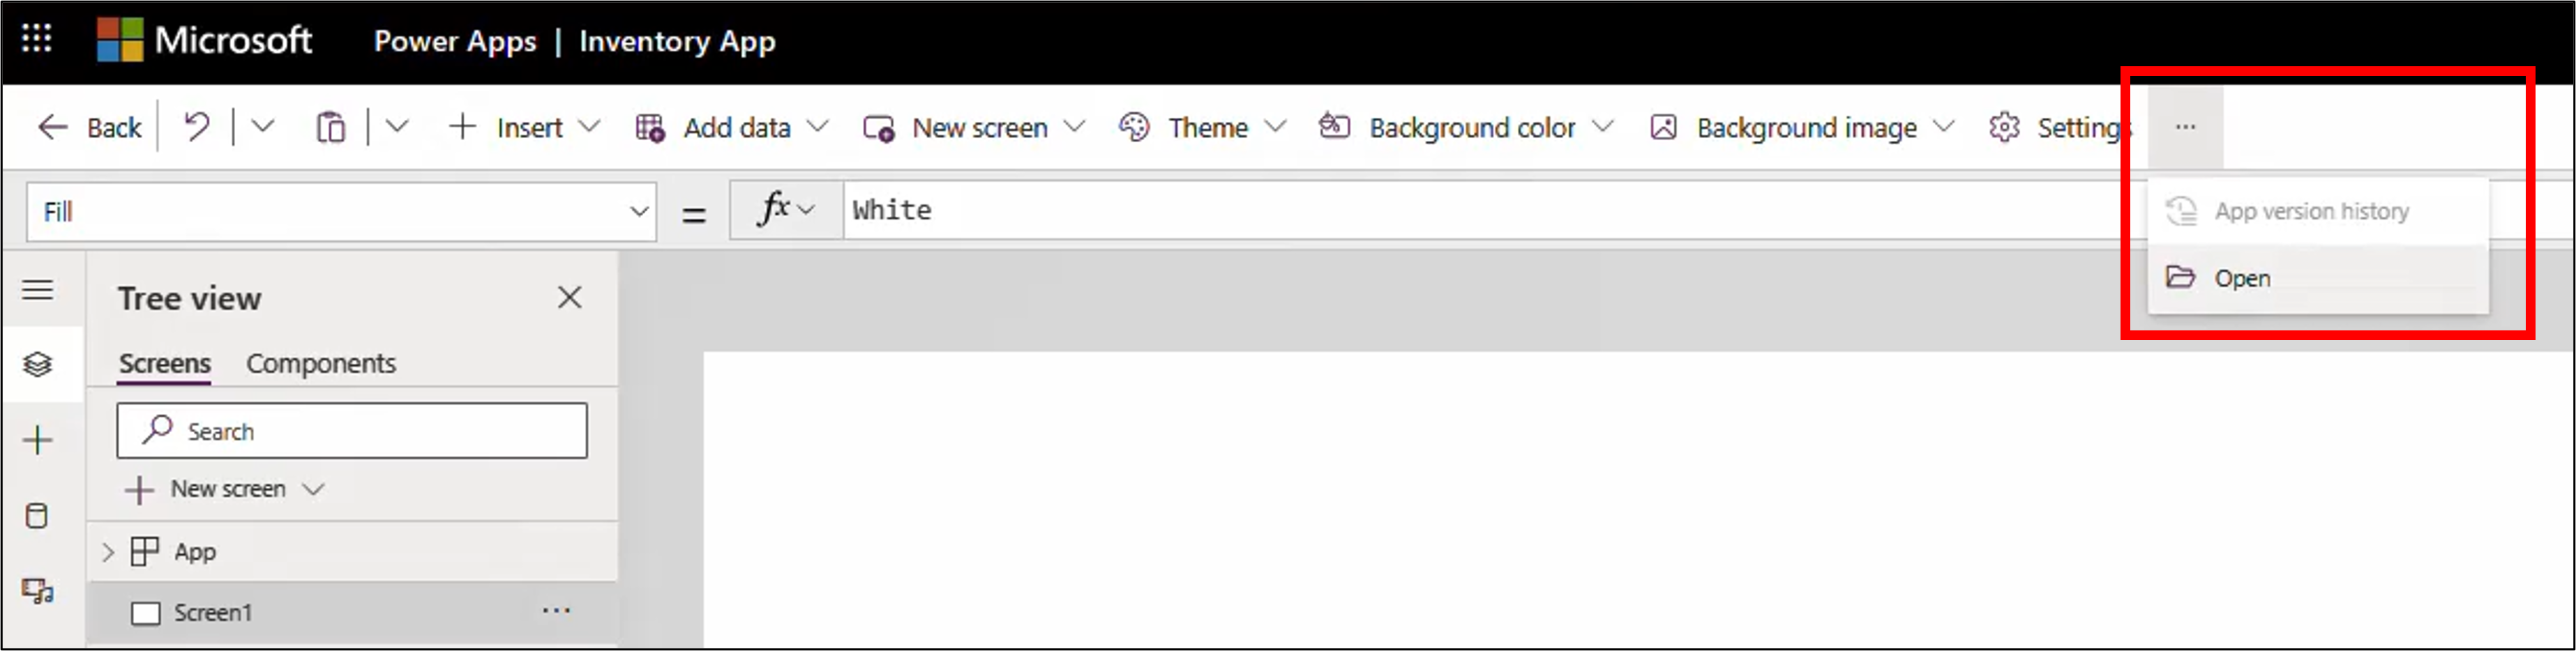 Microsoft Power Apps | Inventory App
Back Insert Add data New screen Theme Background color Background image Settings ...
Fill = fx White
App version history
Open
Tree view
Screens Components
Search
New screen
App
Screen1 ...